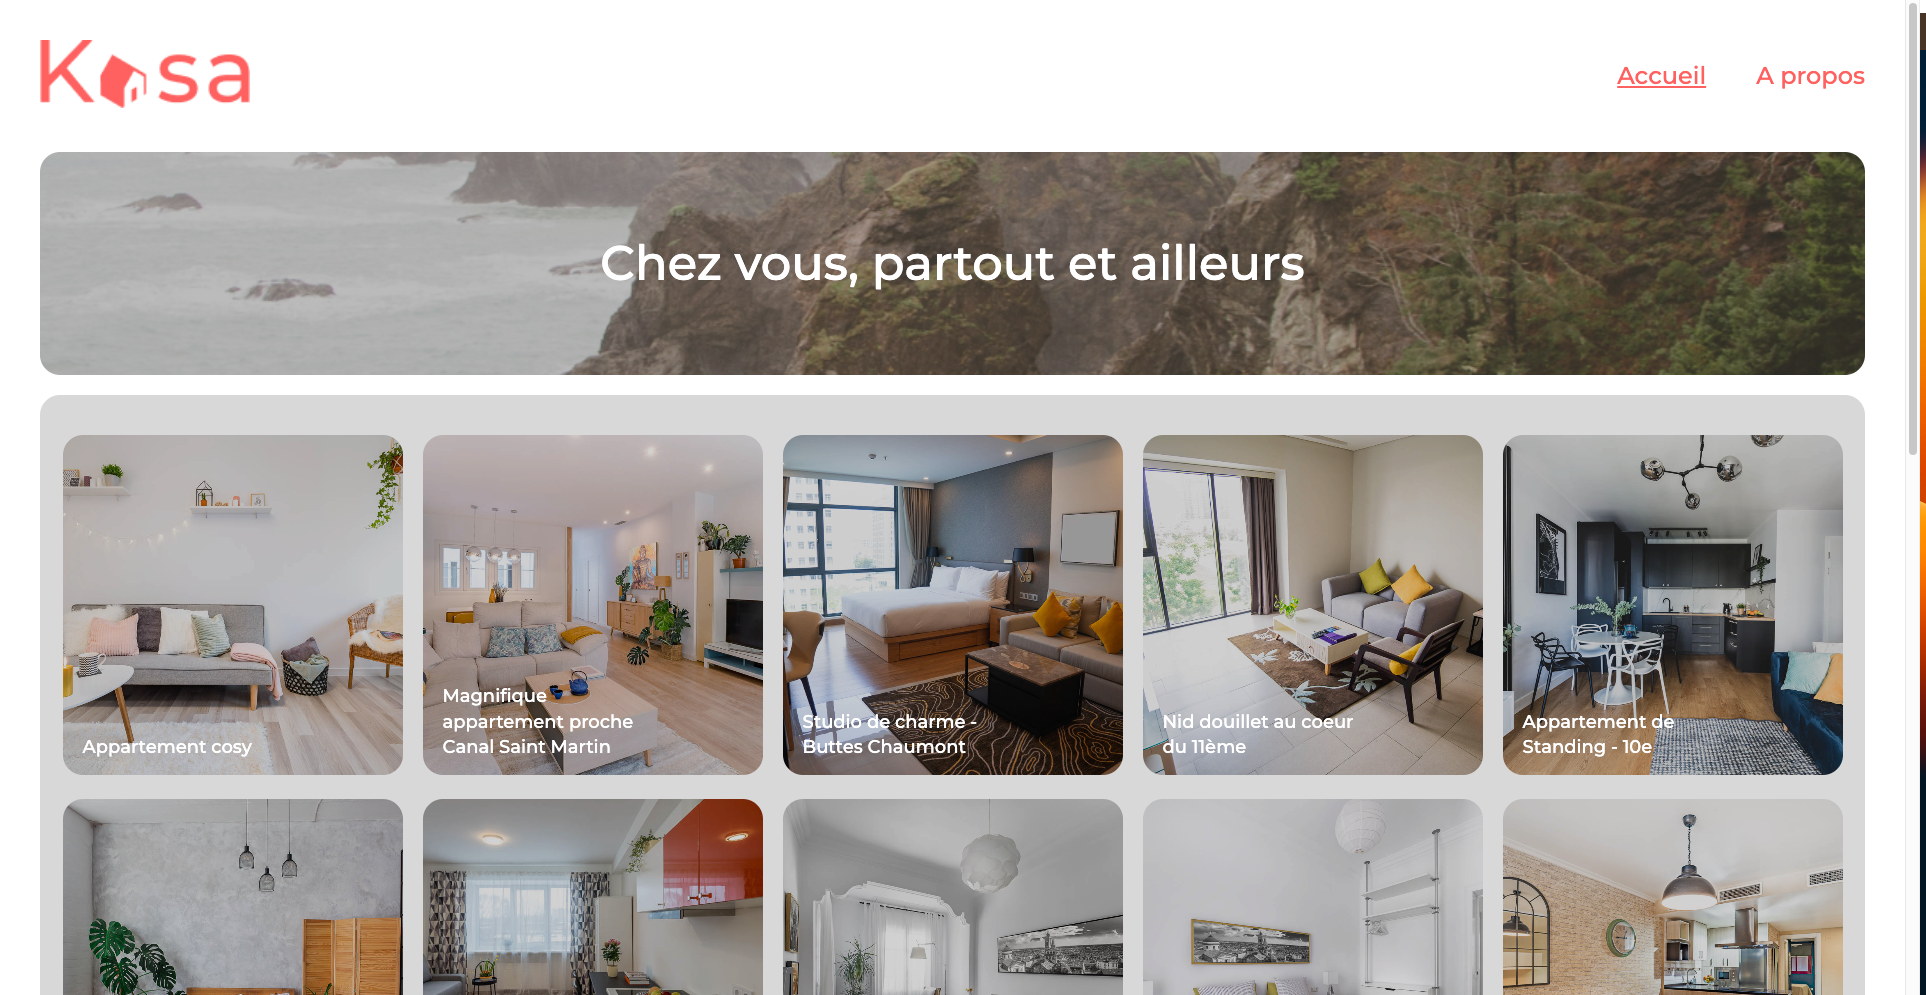 Kasa
Accueil
A propos
Chez vous, partout et ailleurs
Appartement cosy
Magnifique
appartement proche
Canal Saint Martin
Studio de charme -
Buttes Chaumont
Nid douillet au coeur
du 11ème
Appartement de
Standing - 10e